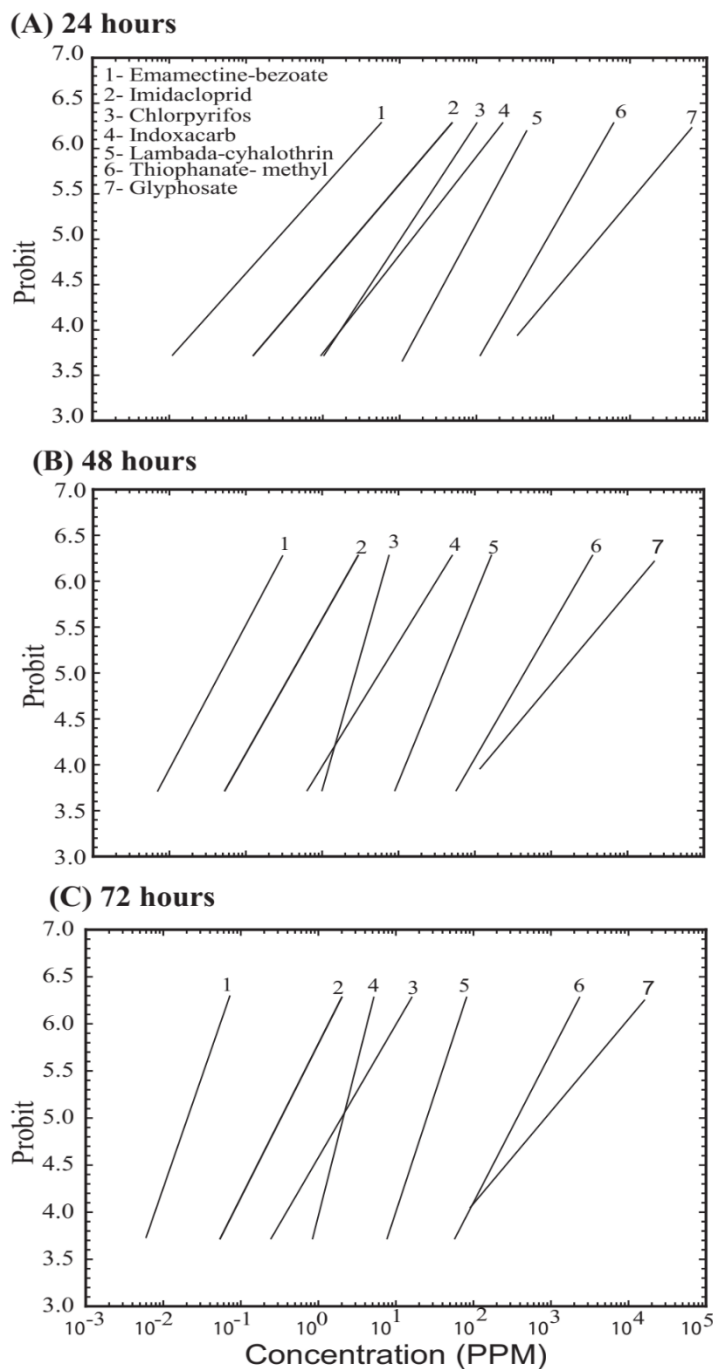 (A) 24 hours
7.0
1- Emamectine-bezoate
2- Imidacloprid
3- Chlorpyrifos
4- Indoxacarb
5- Lambada-cyhalothrin
6- Thiophanate- methyl
7- Glyphosate
1 2 3 4 5 6 7
6.5
6.0
5.5
5.0
4.5
4.0
3.5
3.0
Probit
(B) 48 hours
7.0
6.5
6.0
5.5
5.0
4.5
4.0
3.5
3.0
Probit
1 2 3 4 5 6 7
(C) 72 hours
7.0
6.5
6.0
5.5
5.0
4.5
4.0
3.5
3.0
Probit
1 2 4 3 5 6 7
10-3 10-2 10-1 100 101 102 103 104 105
Concentration (PPM)